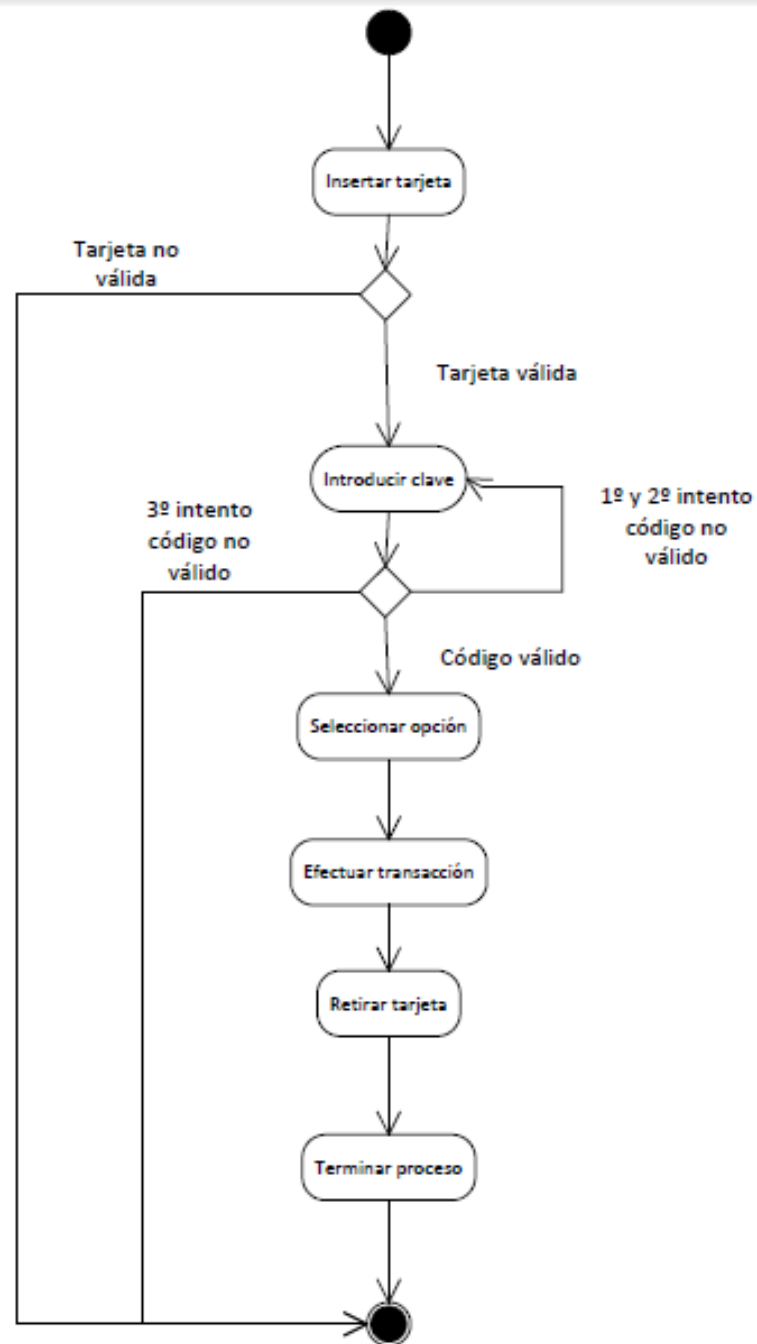 Insertar tarjeta
Tarjeta no
válida
Tarjeta válida
Introducir clave
1º y 2º intento
código no
válido
3º intento
código no
válido
Código válido
Seleccionar opción
Efectuar transacción
Retirar tarjeta
Terminar proceso